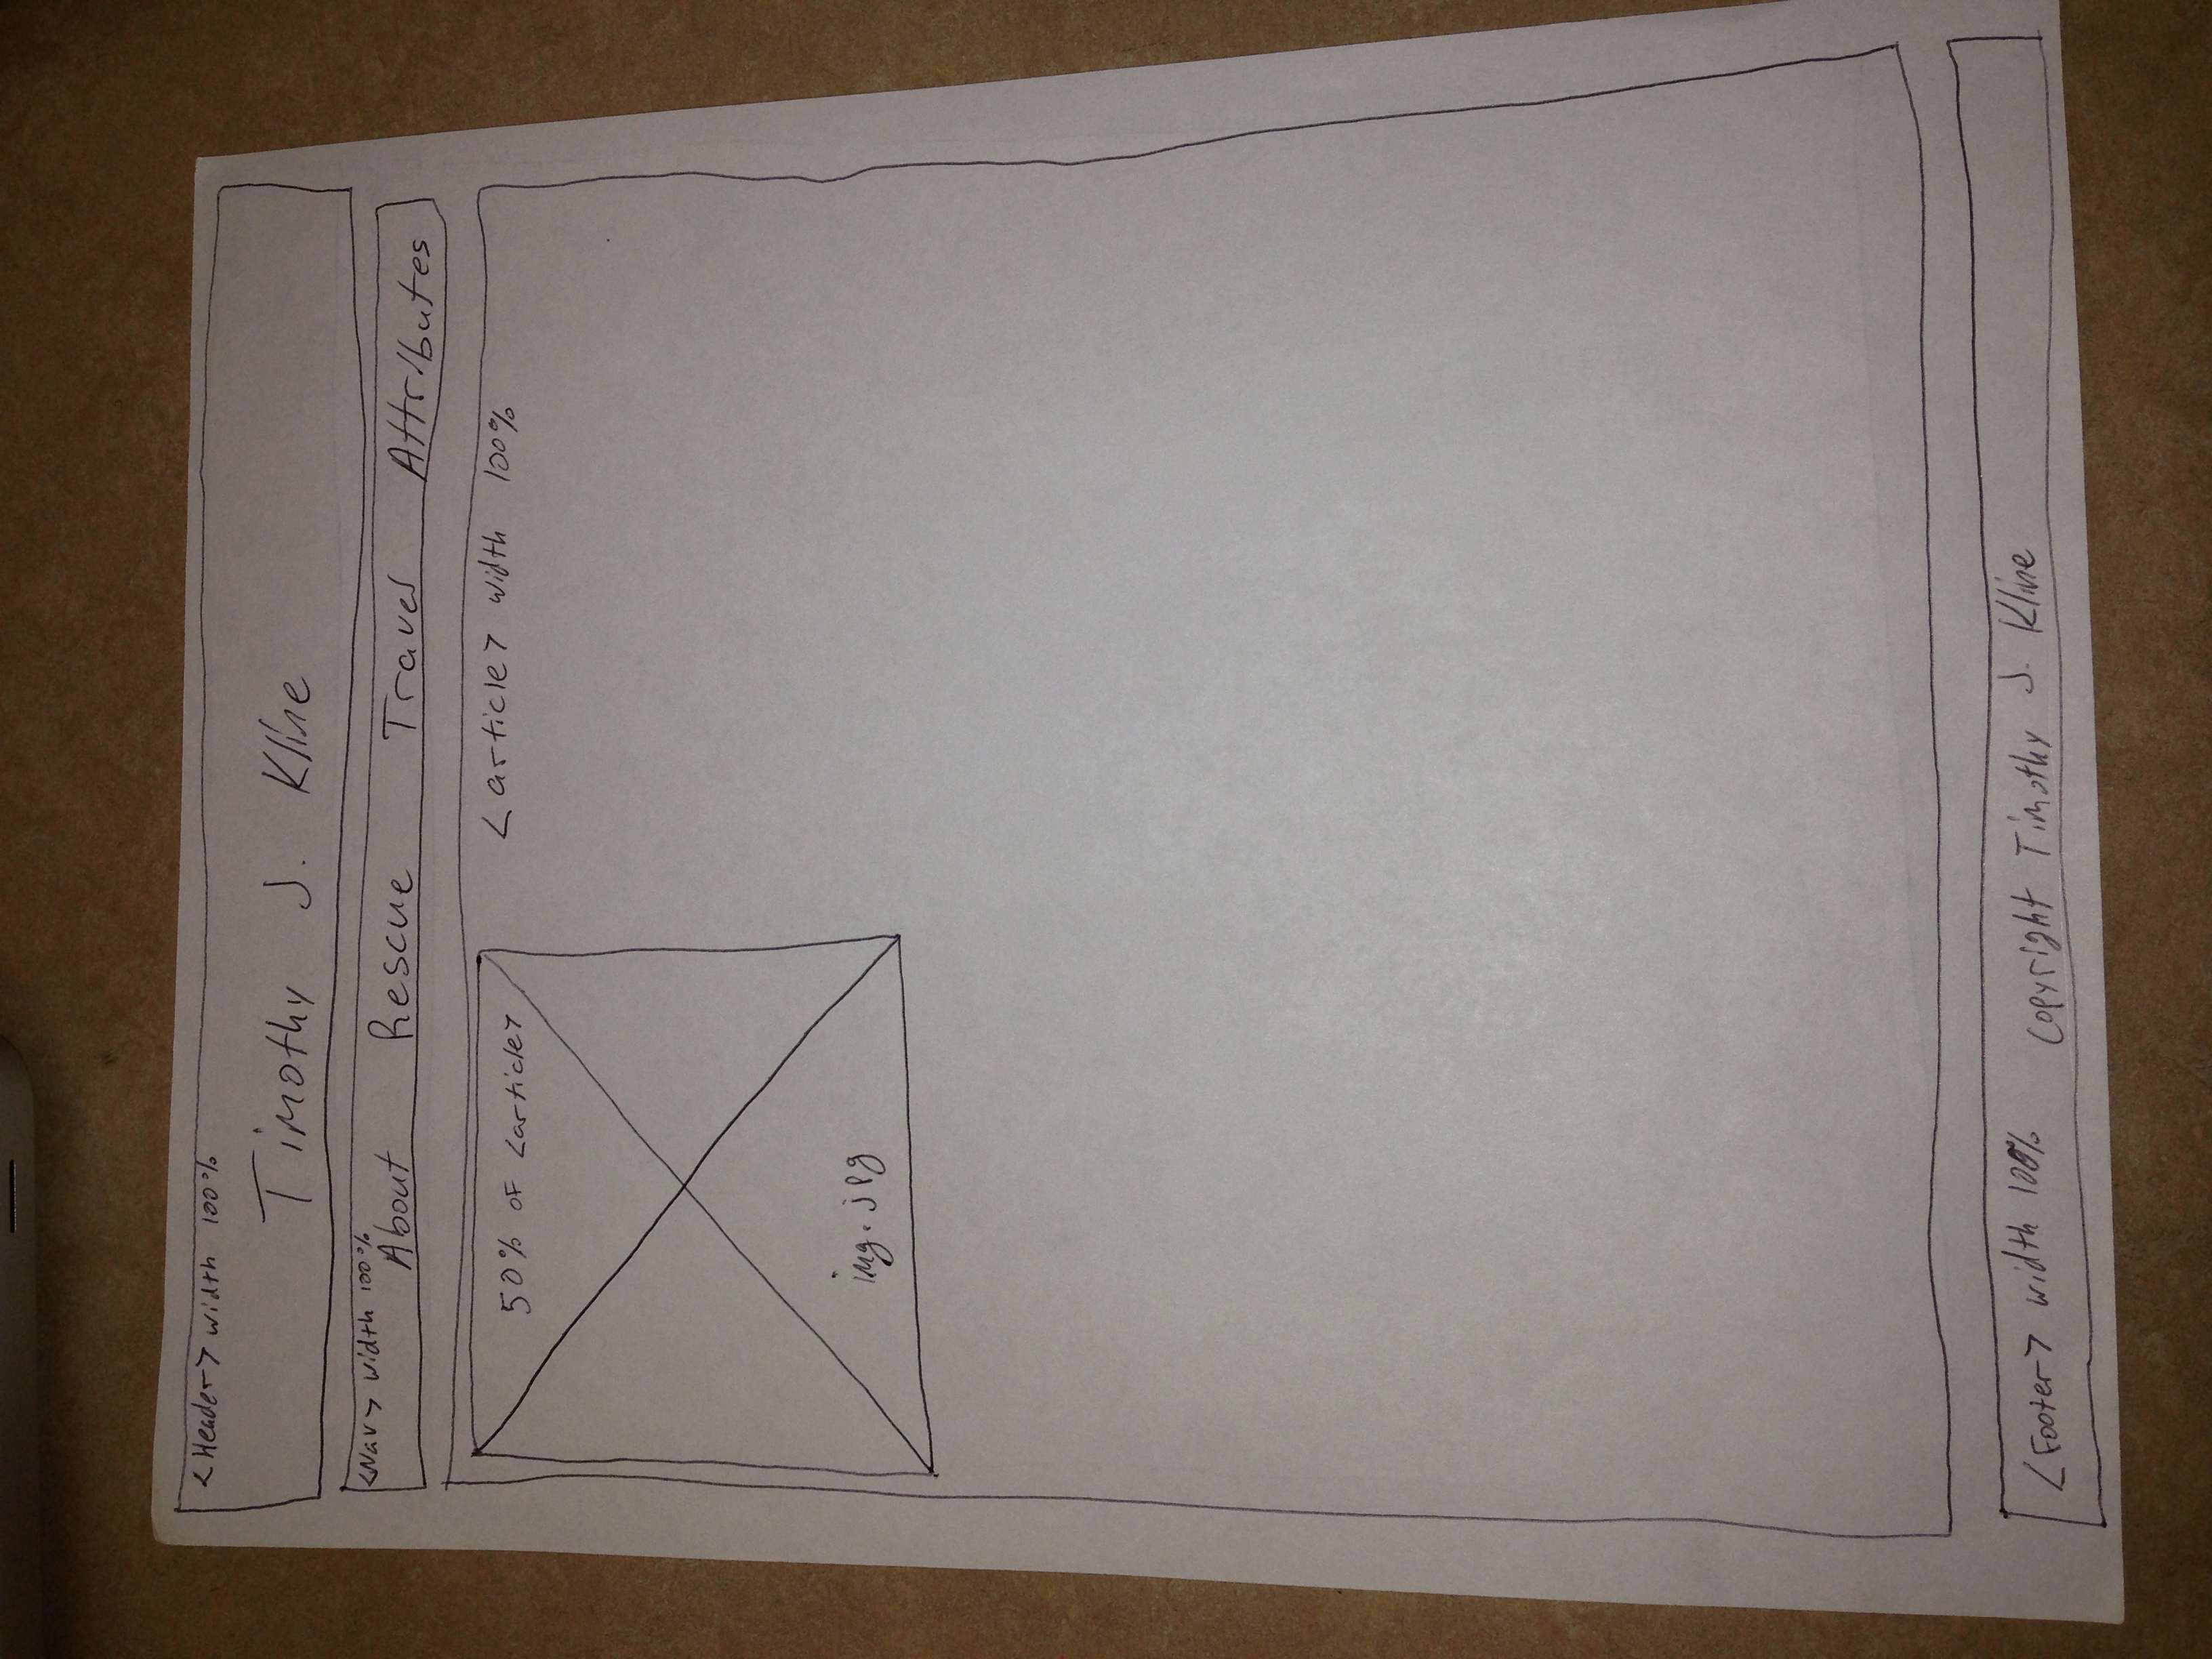 <Header> width 100%
Timothy J. Kline
<Nav> width 100%
About Rescue Travel Attributes
50% of <article>
<article> width 100%
img.jpg
<Footer> width 100% Copyright Timothy J. Kline